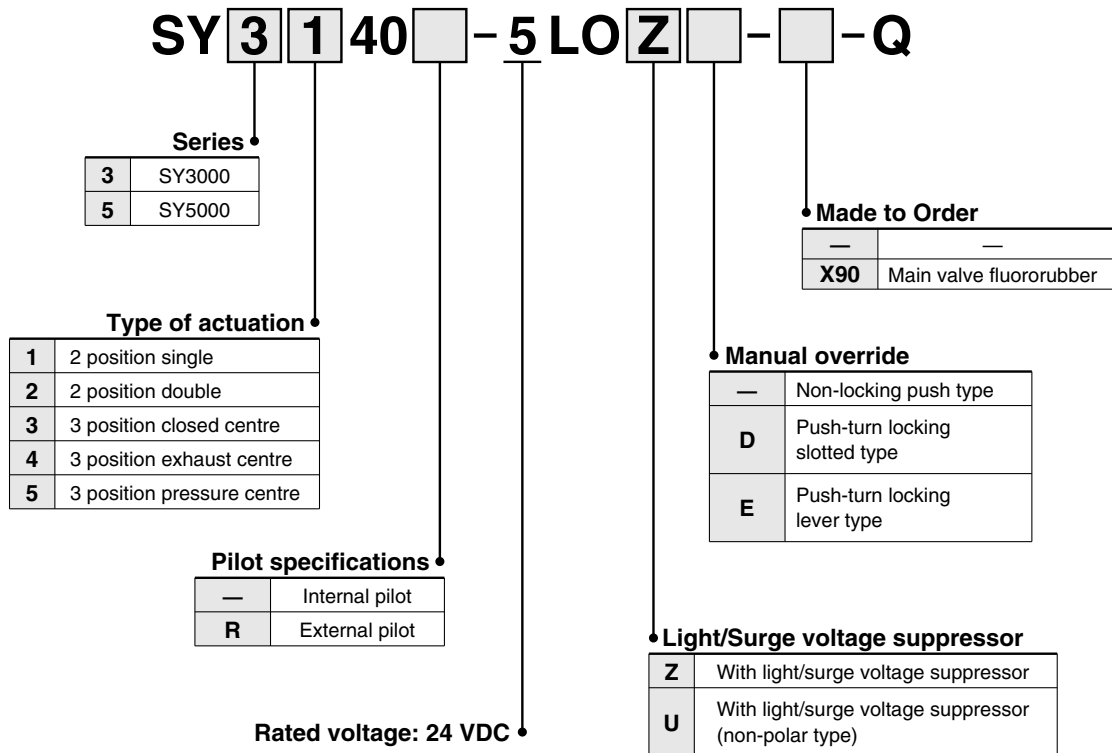 SY 3 1 40 – 5 LO Z – – Q
Series
3 SY3000
5 SY5000
Made to Order
— —
X90 Main valve fluororubber
Type of actuation
1 2 position single
2 2 position double
3 3 position closed centre
4 3 position exhaust centre
5 3 position pressure centre
Manual override
— Non-locking push type
D Push-turn locking
slotted type
E Push-turn locking
lever type
Pilot specifications
— Internal pilot
R External pilot
Light/Surge voltage suppressor
Z With light/surge voltage suppressor
U With light/surge voltage suppressor
(non-polar type)
Rated voltage: 24 VDC